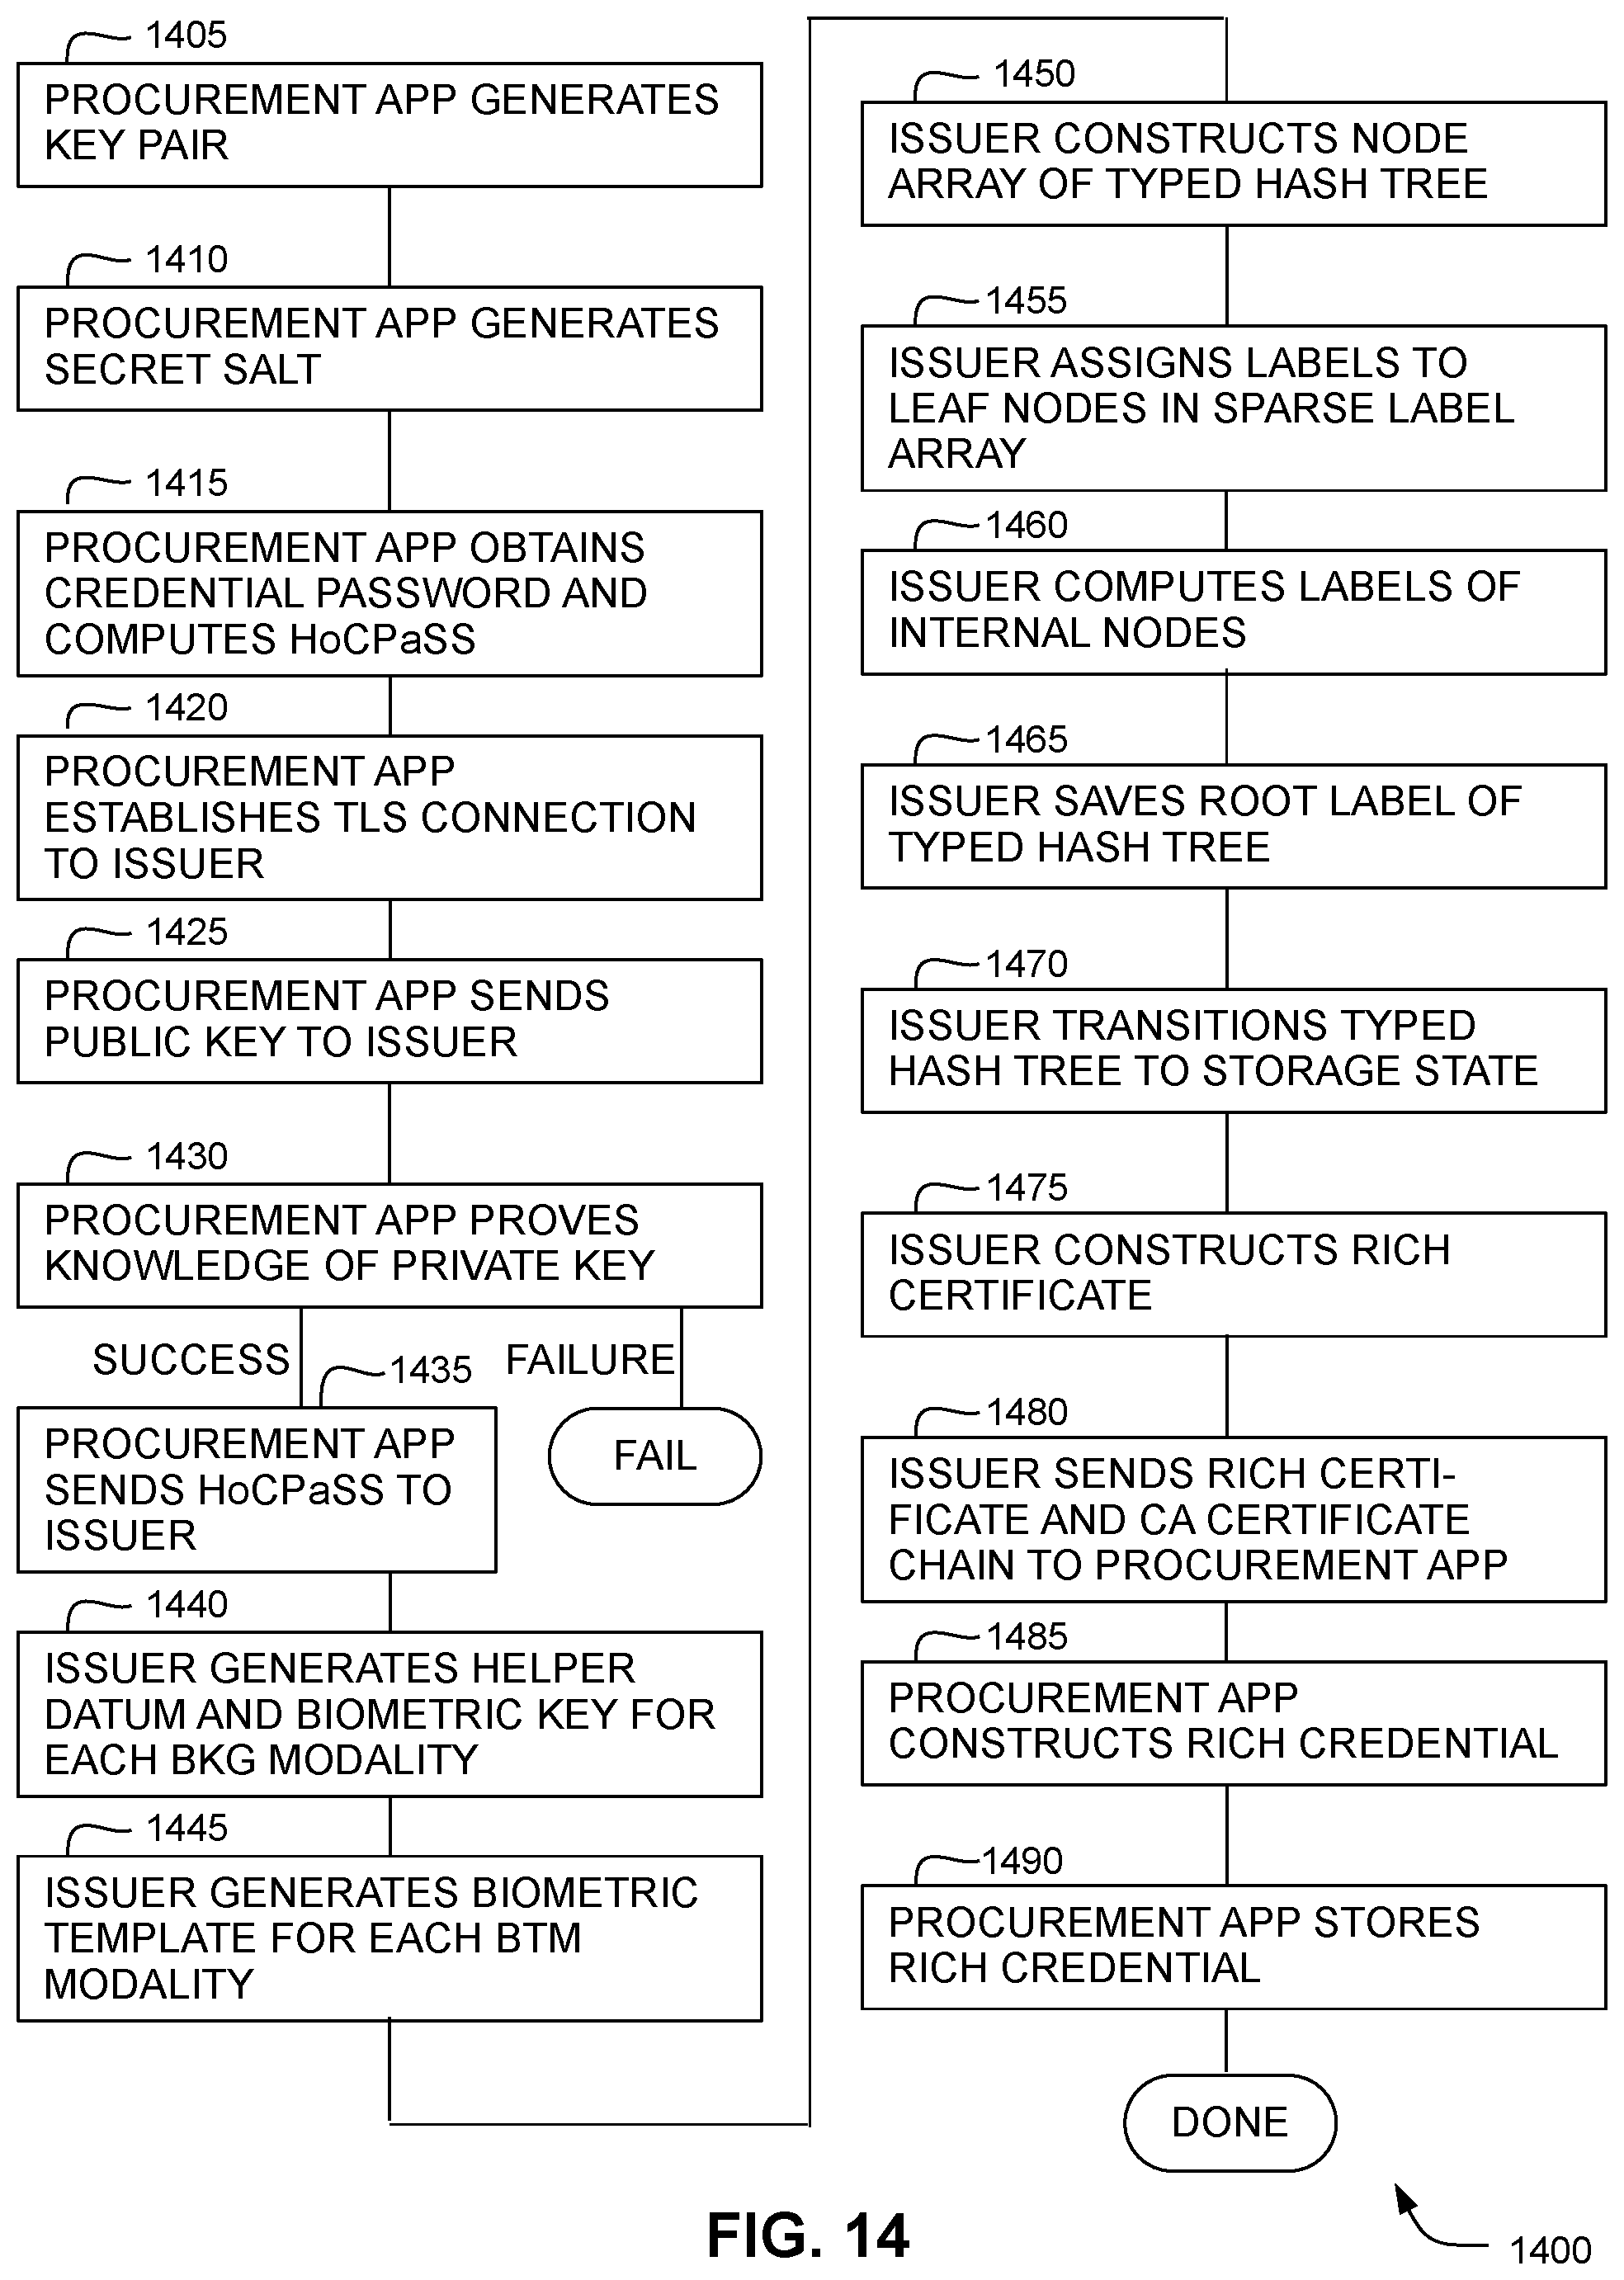 1405
PROCUREMENT APP GENERATES
KEY PAIR
1410
PROCUREMENT APP GENERATES
SECRET SALT
1415
PROCUREMENT APP OBTAINS
CREDENTIAL PASSWORD AND
COMPUTES HoCPaSS
1420
PROCUREMENT APP
ESTABLISHES TLS CONNECTION
TO ISSUER
1425
PROCUREMENT APP SENDS
PUBLIC KEY TO ISSUER
1430
PROCUREMENT APP PROVES
KNOWLEDGE OF PRIVATE KEY
SUCCESS
FAILURE
1435
PROCUREMENT APP
SENDS HoCPaSS TO
ISSUER
FAIL
1440
ISSUER GENERATES HELPER
DATUM AND BIOMETRIC KEY FOR
EACH BKG MODALITY
1445
ISSUER GENERATES BIOMETRIC
TEMPLATE FOR EACH BTM
MODALITY
1450
ISSUER CONSTRUCTS NODE
ARRAY OF TYPED HASH TREE
1455
ISSUER ASSIGNS LABELS TO
LEAF NODES IN SPARSE LABEL
ARRAY
1460
ISSUER COMPUTES LABELS OF
INTERNAL NODES
1465
ISSUER SAVES ROOT LABEL OF
TYPED HASH TREE
1470
ISSUER TRANSITIONS TYPED
HASH TREE TO STORAGE STATE
1475
ISSUER CONSTRUCTS RICH
CERTIFICATE
1480
ISSUER SENDS RICH CERTI-
FICATE AND CA CERTIFICATE
CHAIN TO PROCUREMENT APP
1485
PROCUREMENT APP
CONSTRUCTS RICH CREDENTIAL
1490
PROCUREMENT APP STORES
RICH CREDENTIAL
DONE
1400
FIG. 14